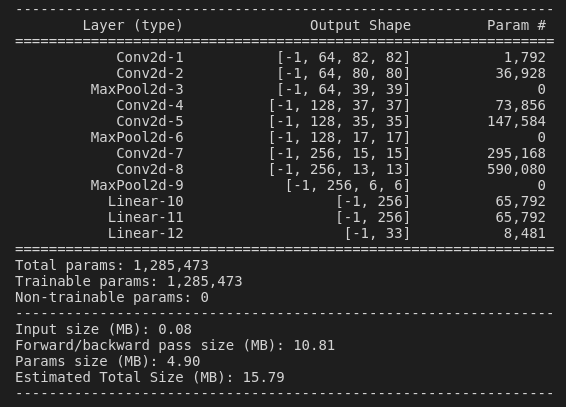 ----------------------------------------------------------------
        Layer (type)               Output Shape         Param #
================================================================
            Conv2d-1           [-1, 64, 82, 82]           1,792
            Conv2d-2           [-1, 64, 80, 80]          36,928
         MaxPool2d-3           [-1, 64, 39, 39]               0
            Conv2d-4          [-1, 128, 37, 37]          73,856
            Conv2d-5          [-1, 128, 35, 35]         147,584
         MaxPool2d-6          [-1, 128, 17, 17]               0
            Conv2d-7          [-1, 256, 15, 15]         295,168
            Conv2d-8          [-1, 256, 13, 13]         590,080
         MaxPool2d-9            [-1, 256, 6, 6]               0
           Linear-10                  [-1, 256]          65,792
           Linear-11                  [-1, 256]          65,792
           Linear-12                   [-1, 33]           8,481
================================================================
Total params: 1,285,473
Trainable params: 1,285,473
Non-trainable params: 0
----------------------------------------------------------------
Input size (MB): 0.08
Forward/backward pass size (MB): 10.81
Params size (MB): 4.90
Estimated Total Size (MB): 15.79
----------------------------------------------------------------